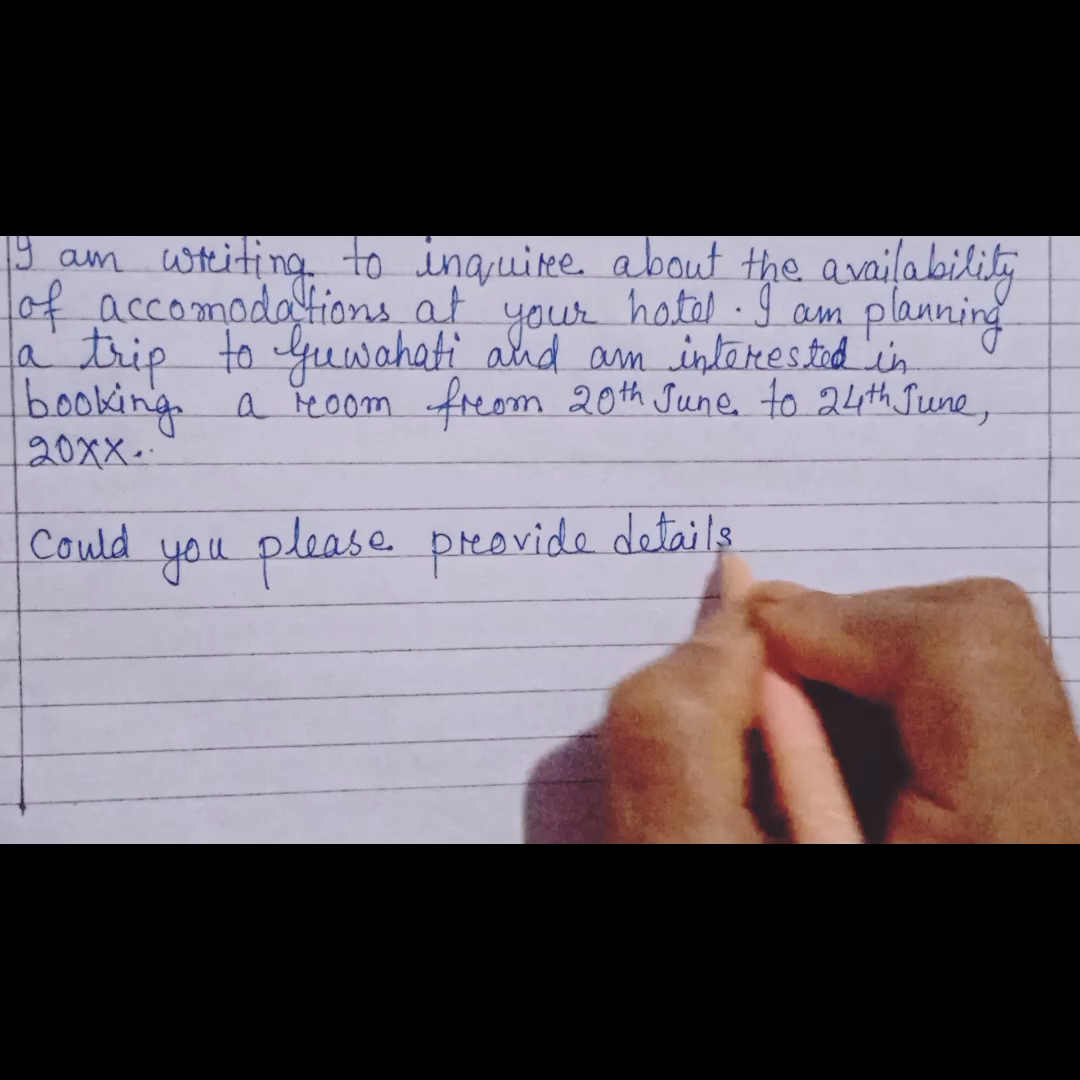 I am writing to inquire about the availability
of accomodations at your hotel. I am planning
a trip to Guwahati and am interested in
booking a room from 20th June to 24th June,
20XX.
Could you please provide details